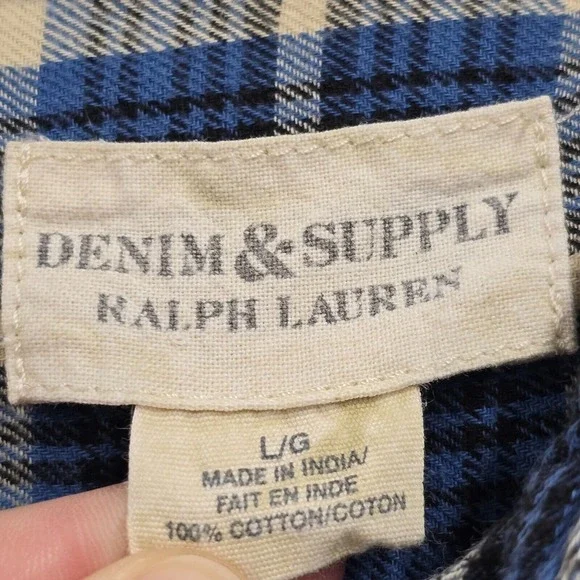 DENIM & SUPPLY
RALPH LAUREN
L/G
MADE IN INDIA/
FAIT EN INDE
100% COTTON/COTON